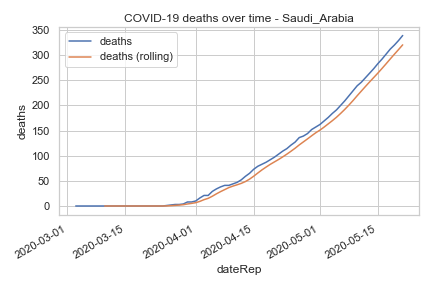 COVID-19 deaths over time - Saudi_Arabia
deaths
deaths (rolling)
350
300
250
200
150
100
50
0
deaths
2020-03-01
2020-03-15
2020-04-01
2020-04-15
2020-05-01
2020-05-15
dateRep